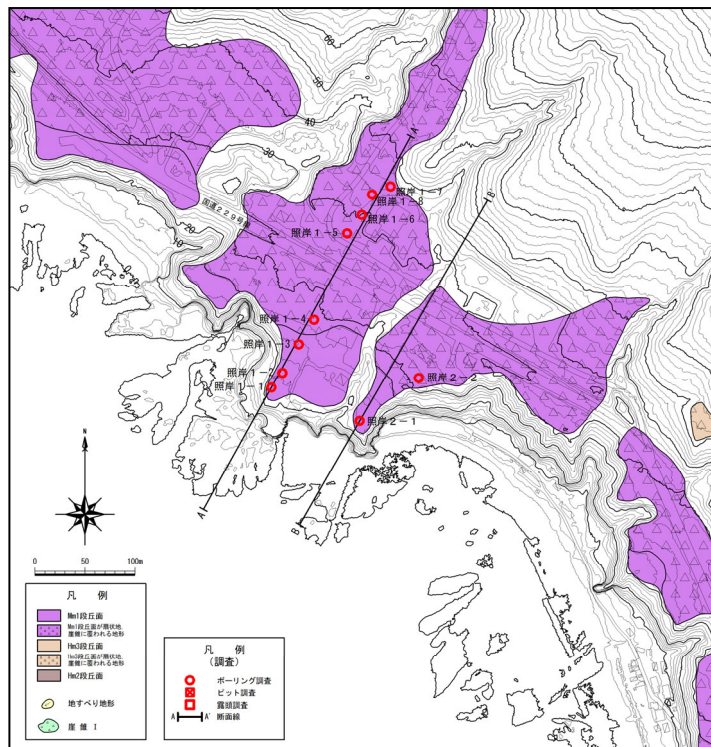 60
50
40
30
20
10
国道229号線
A'
B'
照岸1-7
照岸1-8
照岸1-6
照岸1-5
照岸1-4
照岸1-3
照岸1-2
照岸1-1
照岸2-2
照岸2-1
A
B
N
0 50 100m
凡 例
Mm1段丘面
Mm1段丘面が扇状地,
崖錐に覆われる地形
Hm3段丘面
Hm3段丘面が扇状地,
崖錐に覆われる地形
Hm2段丘面
地すべり地形
崖錐 I
凡 例
(調査)
ボーリング調査
ピット調査
露頭調査
A A' 断面線